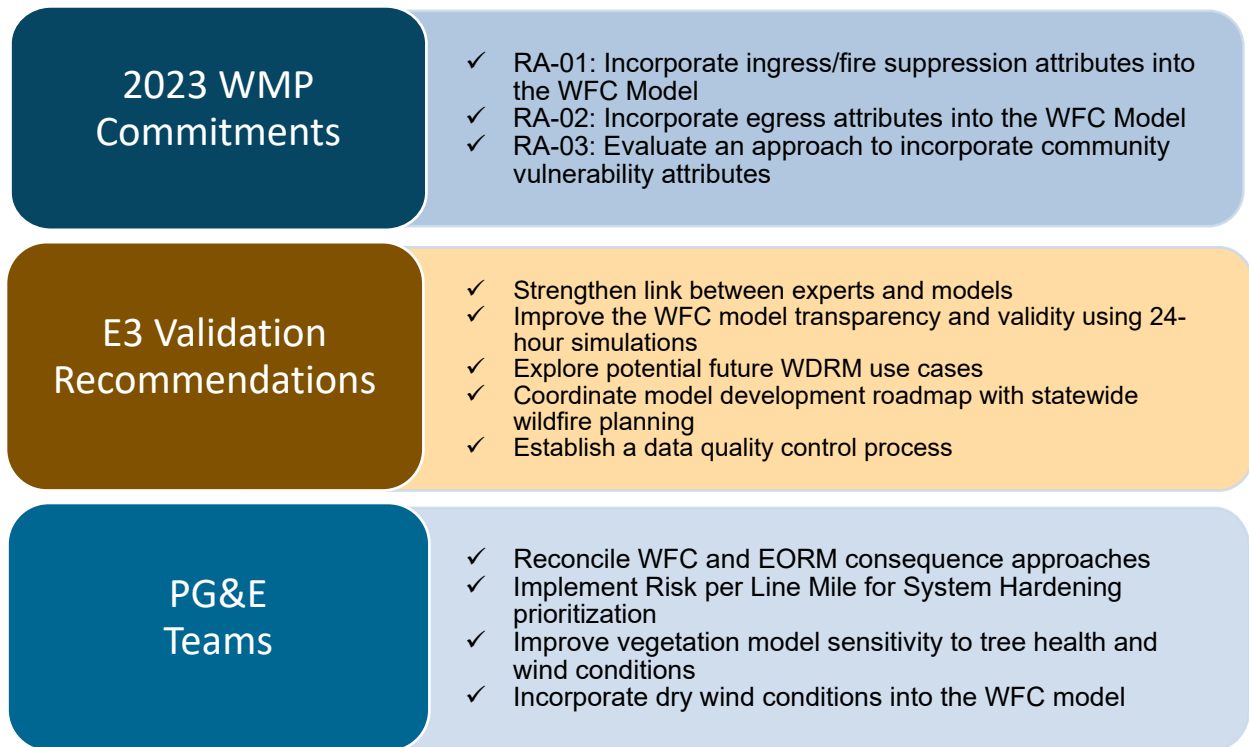 2023 WMP
Commitments
✓ RA-01: Incorporate ingress/fire suppression attributes into
the WFC Model
✓ RA-02: Incorporate egress attributes into the WFC Model
✓ RA-03: Evaluate an approach to incorporate community
vulnerability attributes
E3 Validation
Recommendations
✓ Strengthen link between experts and models
✓ Improve the WFC model transparency and validity using 24-
hour simulations
✓ Explore potential future WDRM use cases
✓ Coordinate model development roadmap with statewide
wildfire planning
✓ Establish a data quality control process
PG&E
Teams
✓ Reconcile WFC and EORM consequence approaches
✓ Implement Risk per Line Mile for System Hardening
prioritization
✓ Improve vegetation model sensitivity to tree health and
wind conditions
✓ Incorporate dry wind conditions into the WFC model